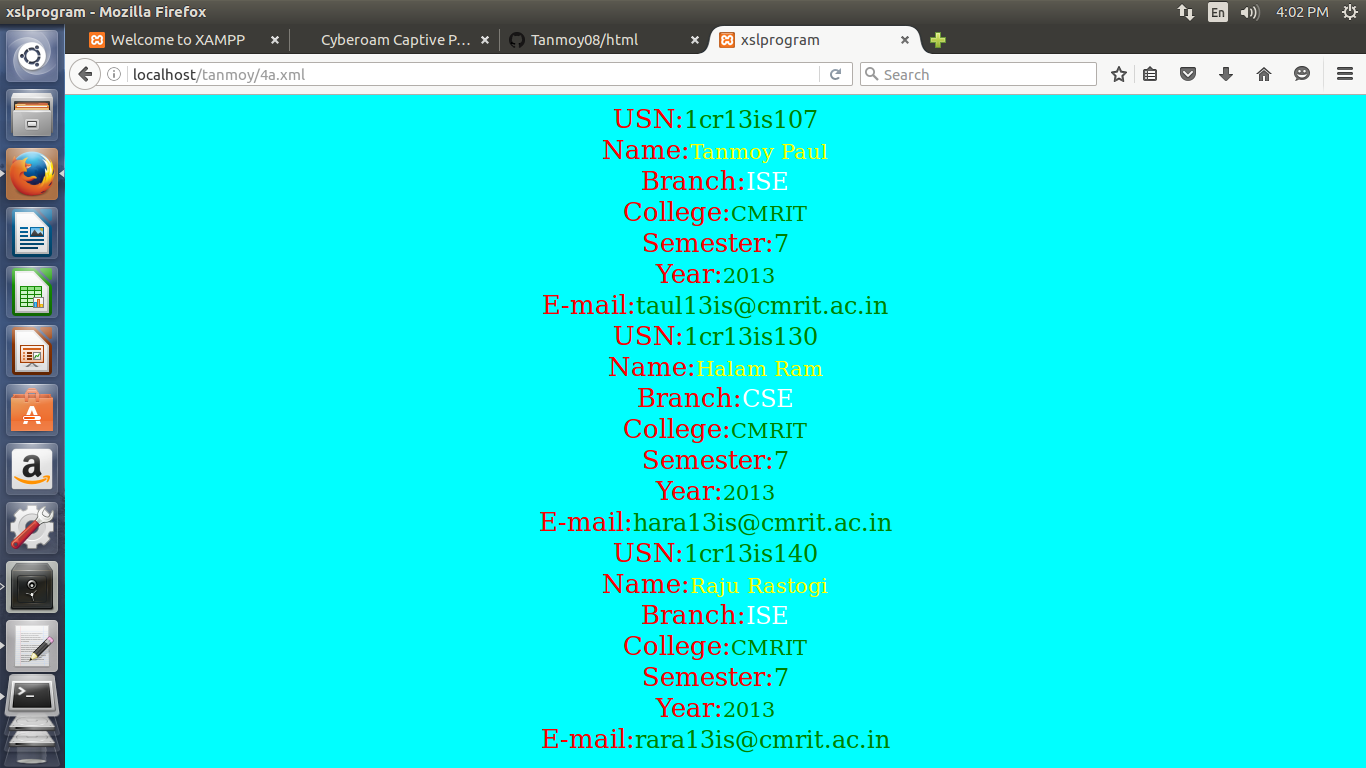 xslprogram - Mozilla Firefox
En 4:02 PM
Welcome to XAMPP Cyberoam Captive P... Tanmoy08/html xslprogram
localhost/tanmoy/4a.xml Search
USN:1cr13is107
Name:Tanmoy Paul
Branch:ISE
College:CMRIT
Semester:7
Year:2013
E-mail:taul13is@cmrit.ac.in
USN:1cr13is130
Name:Halam Ram
Branch:CSE
College:CMRIT
Semester:7
Year:2013
E-mail:hara13is@cmrit.ac.in
USN:1cr13is140
Name:Raju Rastogi
Branch:ISE
College:CMRIT
Semester:7
Year:2013
E-mail:rara13is@cmrit.ac.in